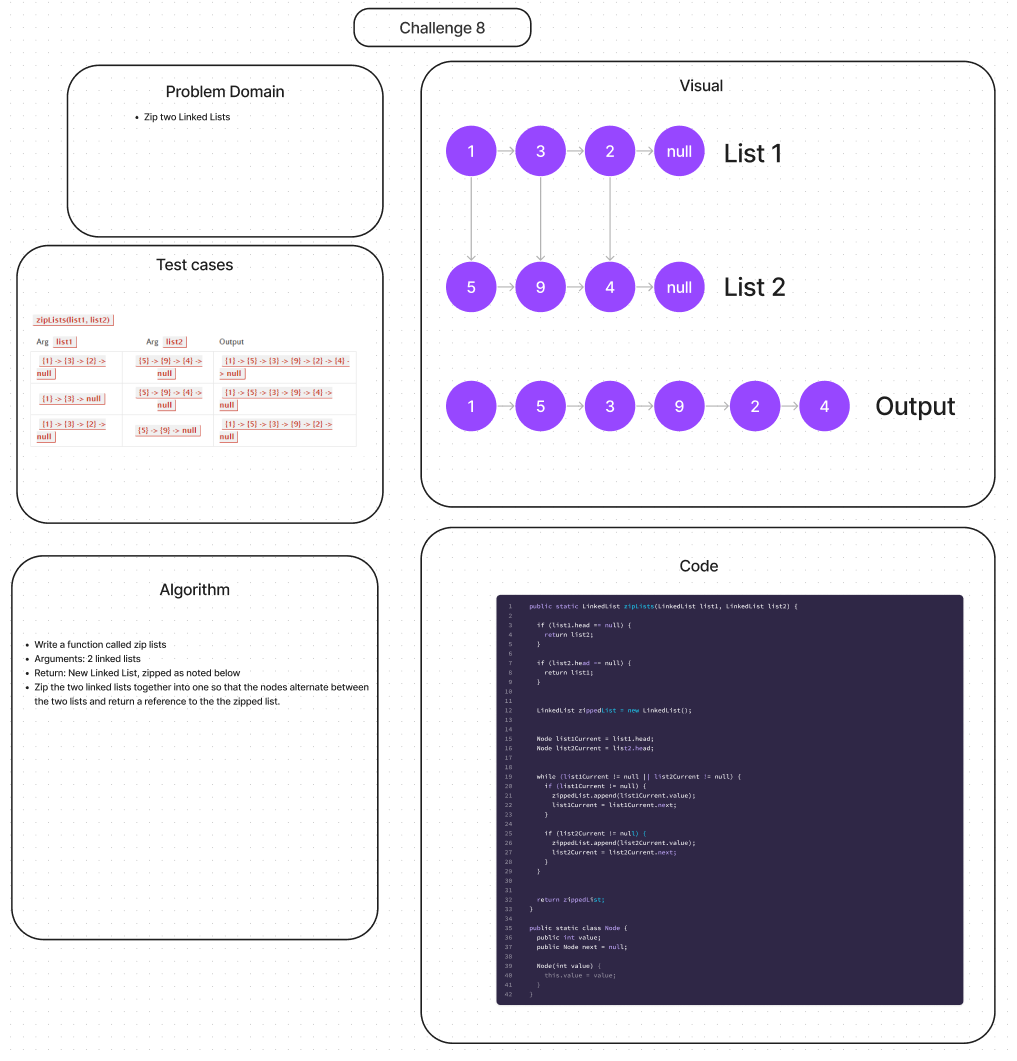 Challenge 8
Problem Domain
• Zip two Linked Lists
Test cases
zipLists(list1, list2)
Arg list1 Arg list2 Output
{1} -> {3} -> {2} -> null {5} -> {9} -> {4} -> null {1} -> {5} -> {3} -> {9} -> {2} -> {4} -> null
{1} -> {3} -> null {5} -> {9} -> {4} -> null {1} -> {5} -> {3} -> {9} -> {4} -> null
{1} -> {3} -> {2} -> null {5} -> {9} -> null {1} -> {5} -> {3} -> {9} -> {2} -> null
Algorithm
• Write a function called zip lists
• Arguments: 2 linked lists
• Return: New Linked List, zipped as noted below
• Zip the two linked lists together into one so that the nodes alternate between
the two lists and return a reference to the the zipped list.
Visual
1 3 2 null List 1
5 9 4 null List 2
1 5 3 9 2 4 Output
Code
1 public static LinkedList zipLists(LinkedList list1, LinkedList list2) {
2
3 if (list1.head == null) {
4 return list2;
5 }
6
7 if (list2.head == null) {
8 return list1;
9 }
10
11
12 LinkedList zippedList = new LinkedList();
13
14
15 Node list1Current = list1.head;
16 Node list2Current = list2.head;
17
18
19 while (list1Current != null || list2Current != null) {
20 if (list1Current != null) {
21 zippedList.append(list1Current.value);
22 list1Current = list1Current.next;
23 }
24
25 if (list2Current != null) {
26 zippedList.append(list2Current.value);
27 list2Current = list2Current.next;
28 }
29 }
30
31
32 return zippedList;
33 }
34
35 public static class Node {
36 public int value;
37 public Node next = null;
38
39 Node(int value) {
40 this.value = value;
41 }
42 }